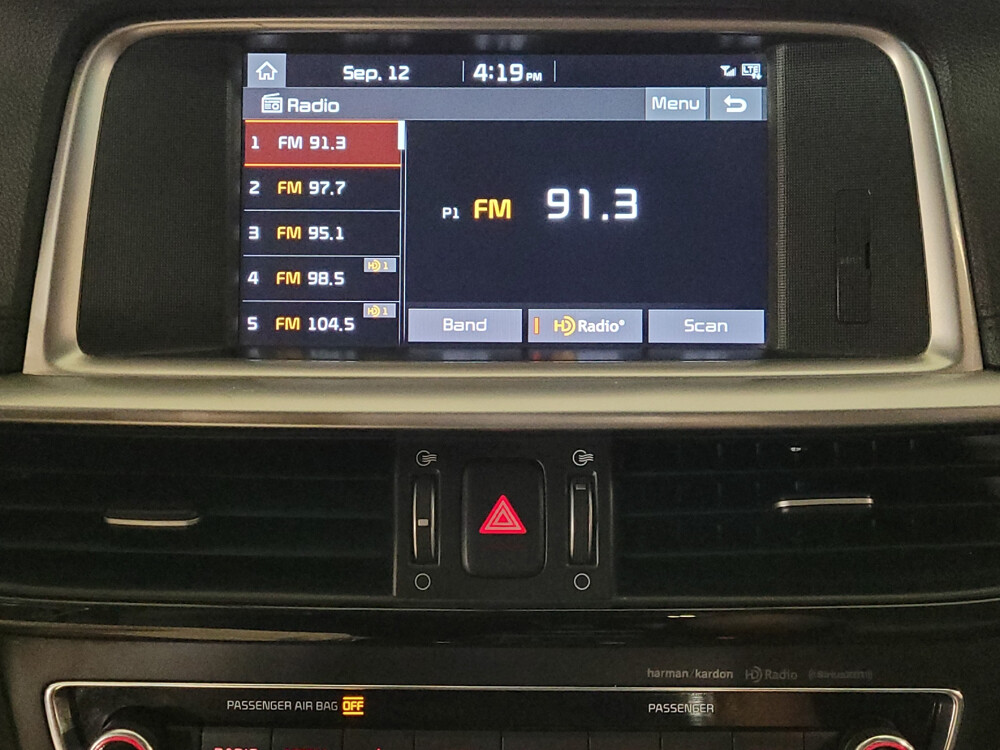 Sep. 12 4:19 PM LTE
Radio Menu
1 FM 91.3
2 FM 97.7
3 FM 95.1
4 FM 98.5 HD 1
5 FM 104.5 HD 1
P1 FM 91.3
Band HD Radio® Scan
harman/kardon HD Radio
PASSENGER AIR BAG OFF PASSENGER
RADIO